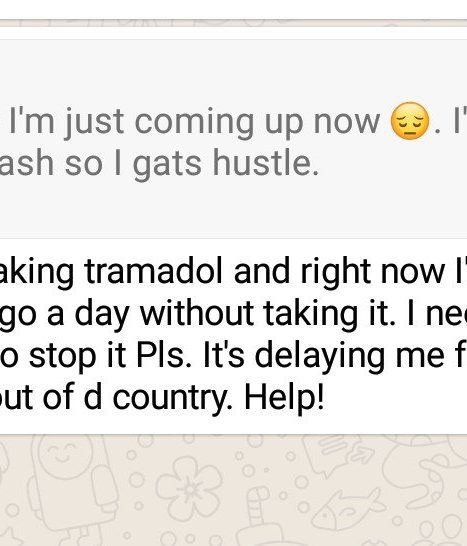 I'm just coming up now 😔. I'
ash so I gats hustle.
aking tramadol and right now I'
go a day without taking it. I nee
o stop it Pls. It's delaying me f
out of d country. Help!